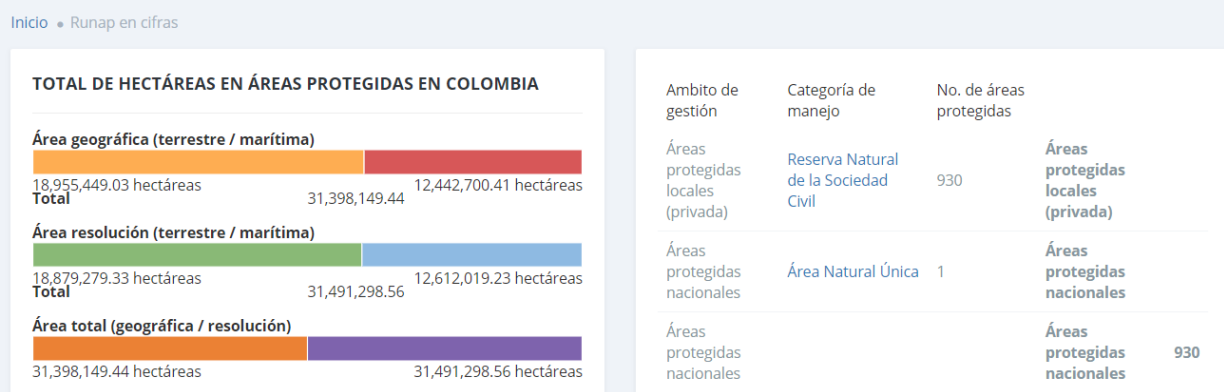 Inicio Runap en cifras
TOTAL DE HECTÁREAS EN ÁREAS PROTEGIDAS EN COLOMBIA
Área geográfica (terrestre / marítima)
18,955,449.03 hectáreas 12,442,700.41 hectáreas
Total 31,398,149.44
Área resolución (terrestre / marítima)
18,879,279.33 hectáreas 12,612,019.23 hectáreas
Total 31,491,298.56
Área total (geográfica / resolución)
31,398,149.44 hectáreas 31,491,298.56 hectáreas
Ambito de
gestión
Categoría de
manejo
No. de áreas
protegidas
Áreas
protegidas
locales
(privada)
Reserva Natural
de la Sociedad
Civil
930
Áreas
protegidas
locales
(privada)
Áreas
protegidas
nacionales
Área Natural Única
1
Áreas
protegidas
nacionales
Áreas
protegidas
nacionales
Áreas
protegidas
nacionales
930